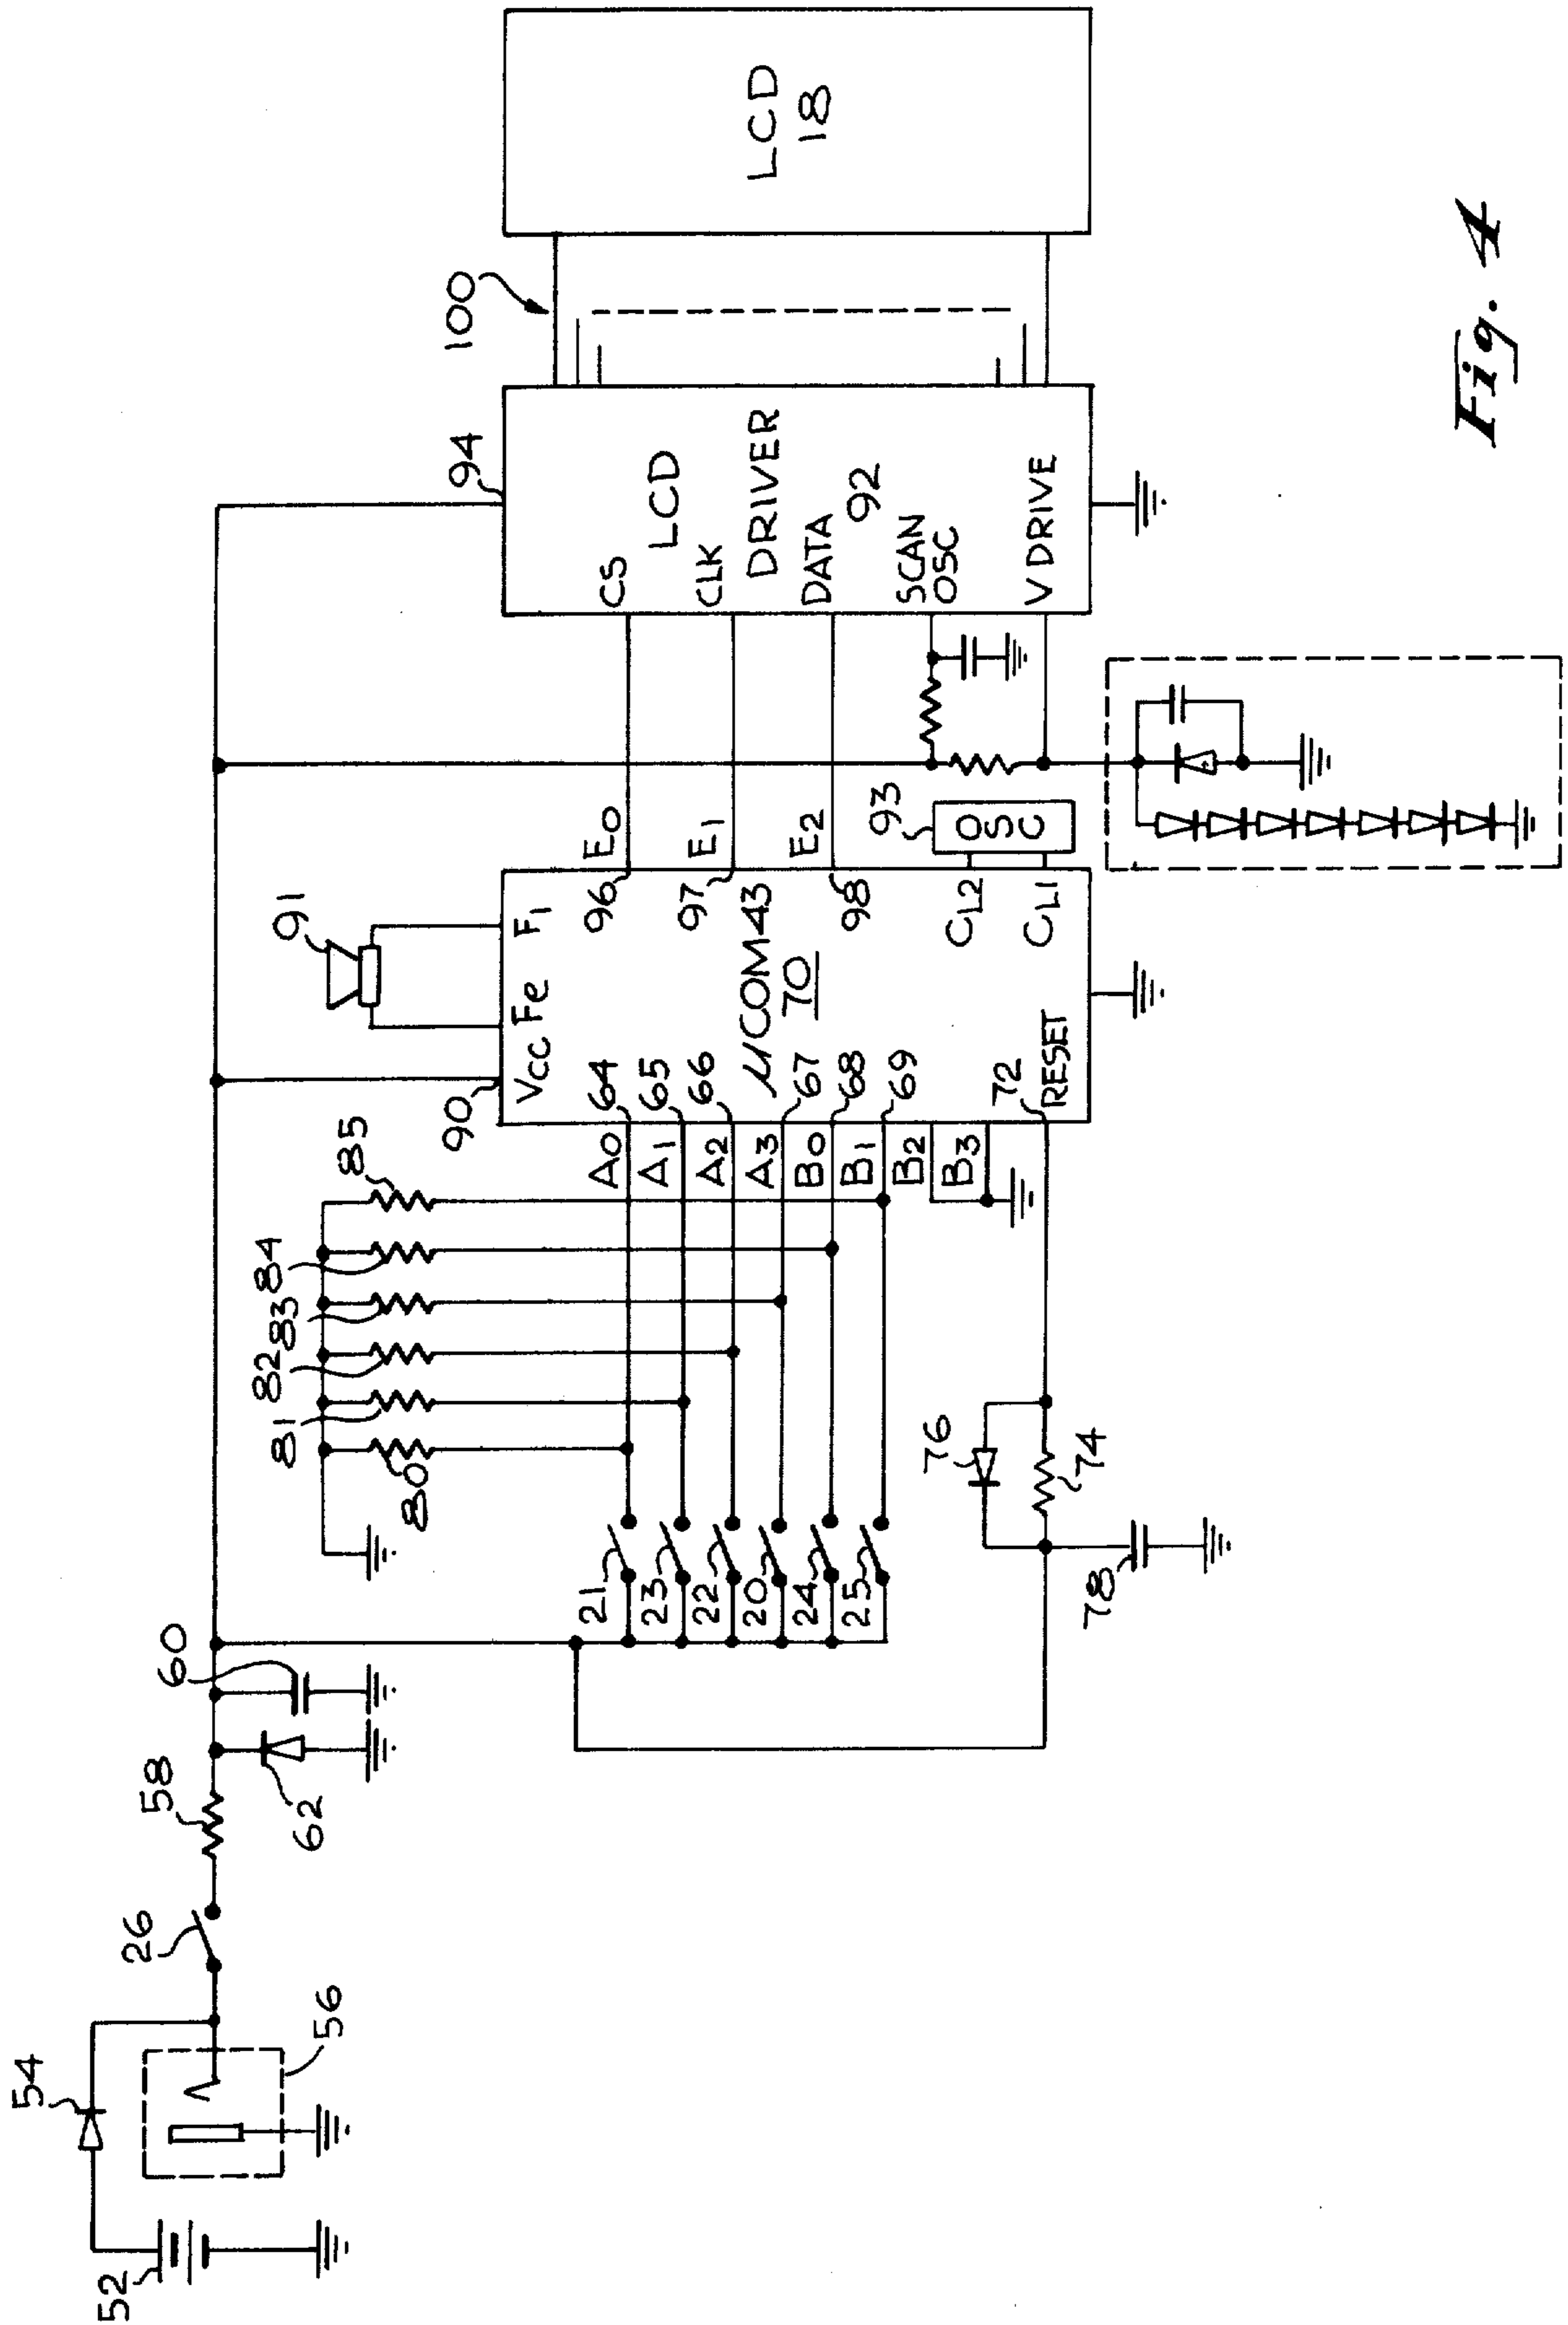 52
54
56
26
58
62
60
21
23
22
20
24
25
76
74
78
80
81
82
83
84
85
A0
A1
A2
A3
B0
B1
B2
B3
64
65
66
67
68
69
72
RESET
90
Vcc Fe F1
91
μCOM43
70
96 E0
97 E1
98 E2
CL2
CL1
93
OSC
94
CS
LCD
CLK
DRIVER
DATA
92
SCAN
OSC
V DRIVE
100
LCD
18
Fig. 4